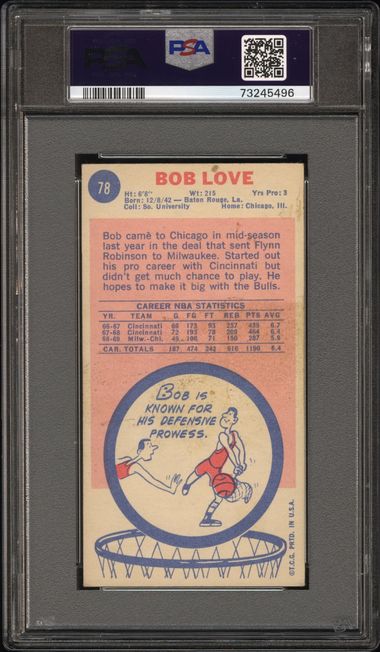 PSA
PSA
73245496
78
BOB LOVE
Ht: 6'8" Wt: 215 Yrs Pro: 3
Born: 12/8/42 — Baton Rouge, La.
Coll: So. University Home: Chicago, Ill.
Bob came to Chicago in mid-season
last year in the deal that sent Flynn
Robinson to Milwaukee. Started out
his pro career with Cincinnati but
didn't get much chance to play. He
hopes to make it big with the Bulls.
CAREER NBA STATISTICS
YR. TEAM G FG FT REB PTS AVG
66-67 Cincinnati 66 173 93 257 439 6.7
67-68 Cincinnati 72 193 78 209 464 6.4
68-69 Milw.-Chi. 49 108 71 150 287 5.9
CAR. TOTALS 187 474 242 616 1190 6.4
BOB IS
KNOWN FOR
HIS DEFENSIVE
PROWESS.
©T.C.G. PRTD. IN U.S.A.